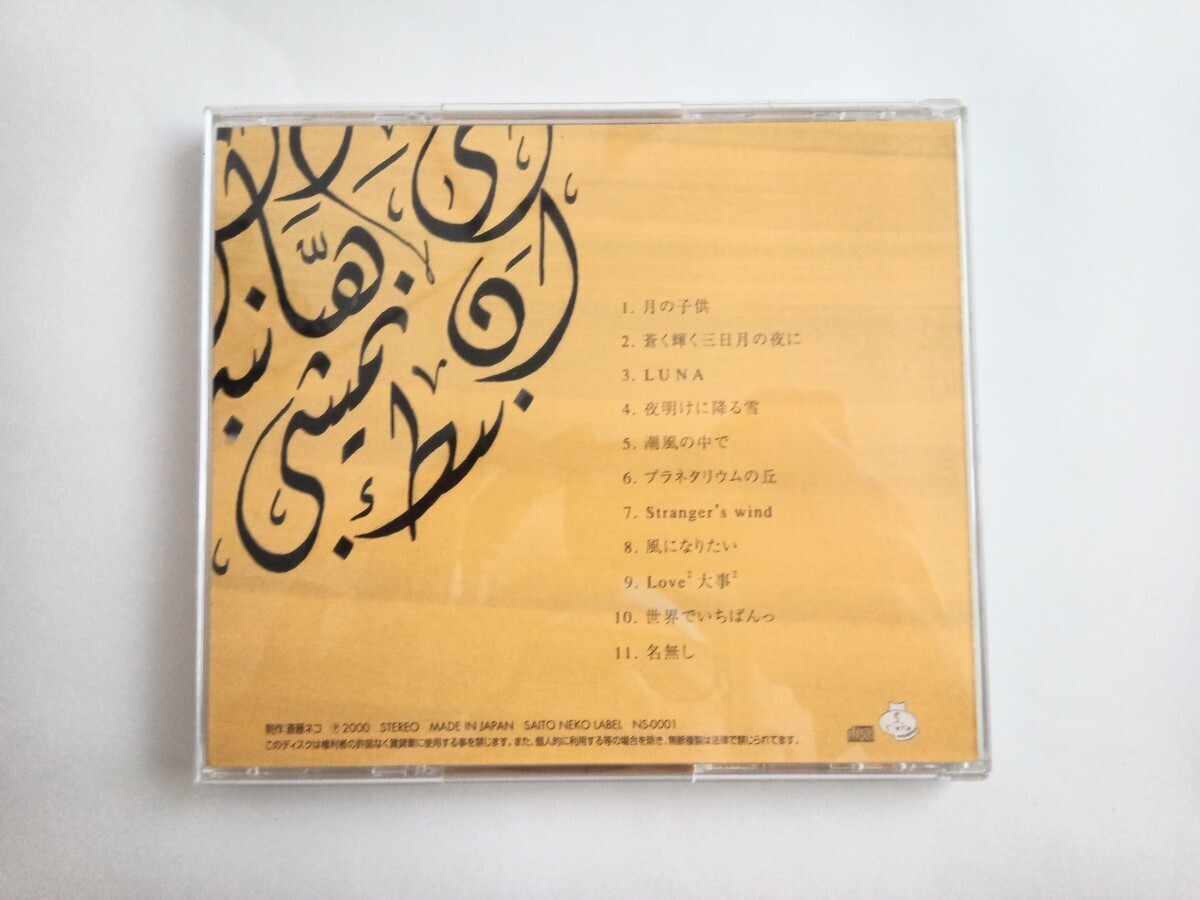 1. 月の子供
2. 蒼く輝く三日月の夜に
3. LUNA
4. 夜明けに降る雪
5. 潮風の中で
6. プラネタリウムの丘
7. Stranger's wind
8. 風になりたい
9. Love² 大事²
10. 世界でいちばんっ
11. 名無し
制作:斎藤ネコ ℗2000 STEREO MADE IN JAPAN SAITO NEKO LABEL NS-0001
このディスクは権利者の許諾なく賃貸業に使用する事を禁じます。また、個人的に利用する等の場合を除き、無断複製は法律で禁じられてます。